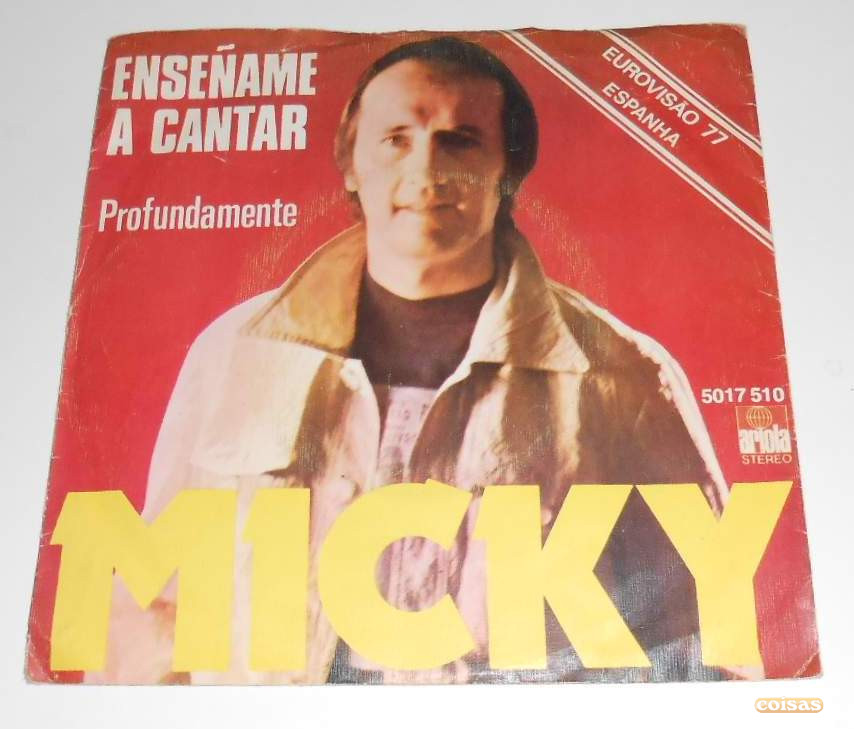 ENSEÑAME
A CANTAR
Profundamente
EUROVISÃO 77
ESPANHA
5017 510
ariola
STEREO
MICKY
coisas